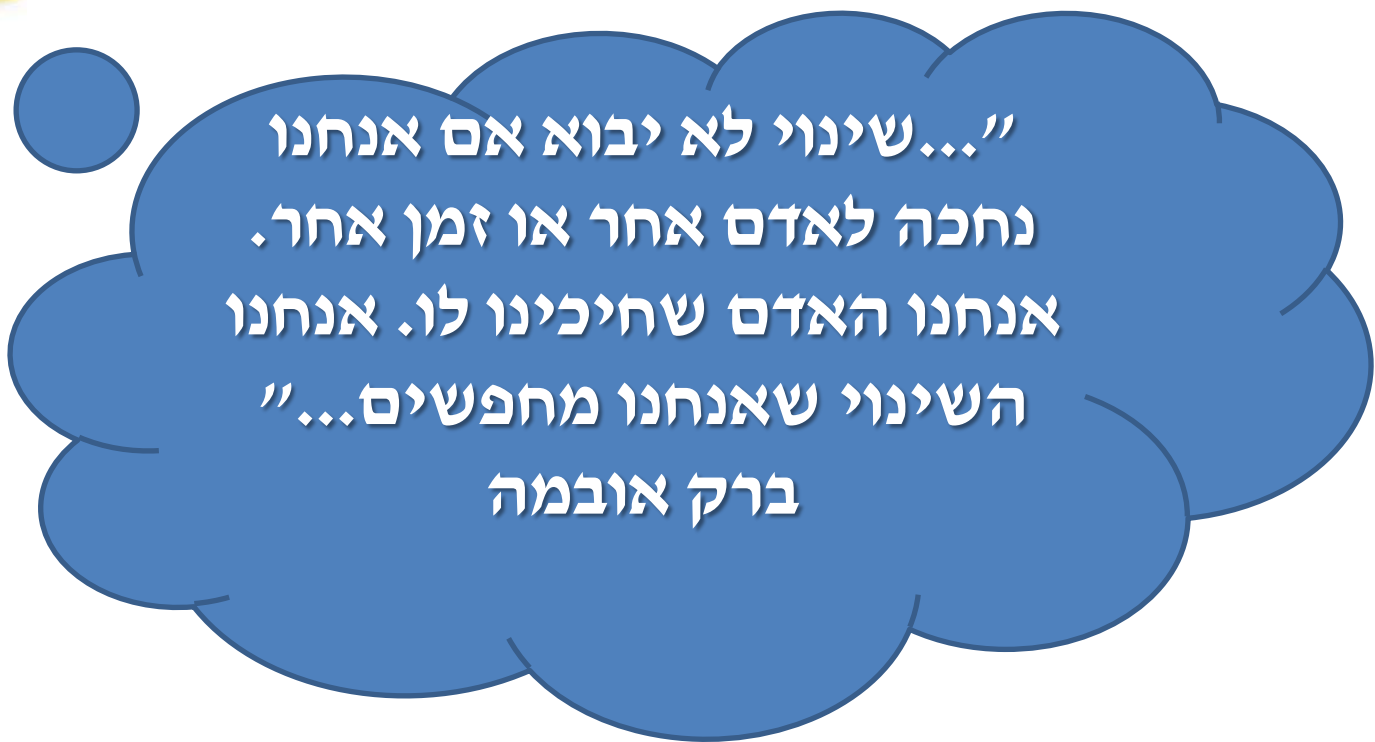 "...שינוי לא יבוא אם אנחנו
נחכה לאדם אחר או זמן אחר.
אנחנו האדם שחיכינו לו. אנחנו
השינוי שאנחנו מחפשים..."
ברק אובמה